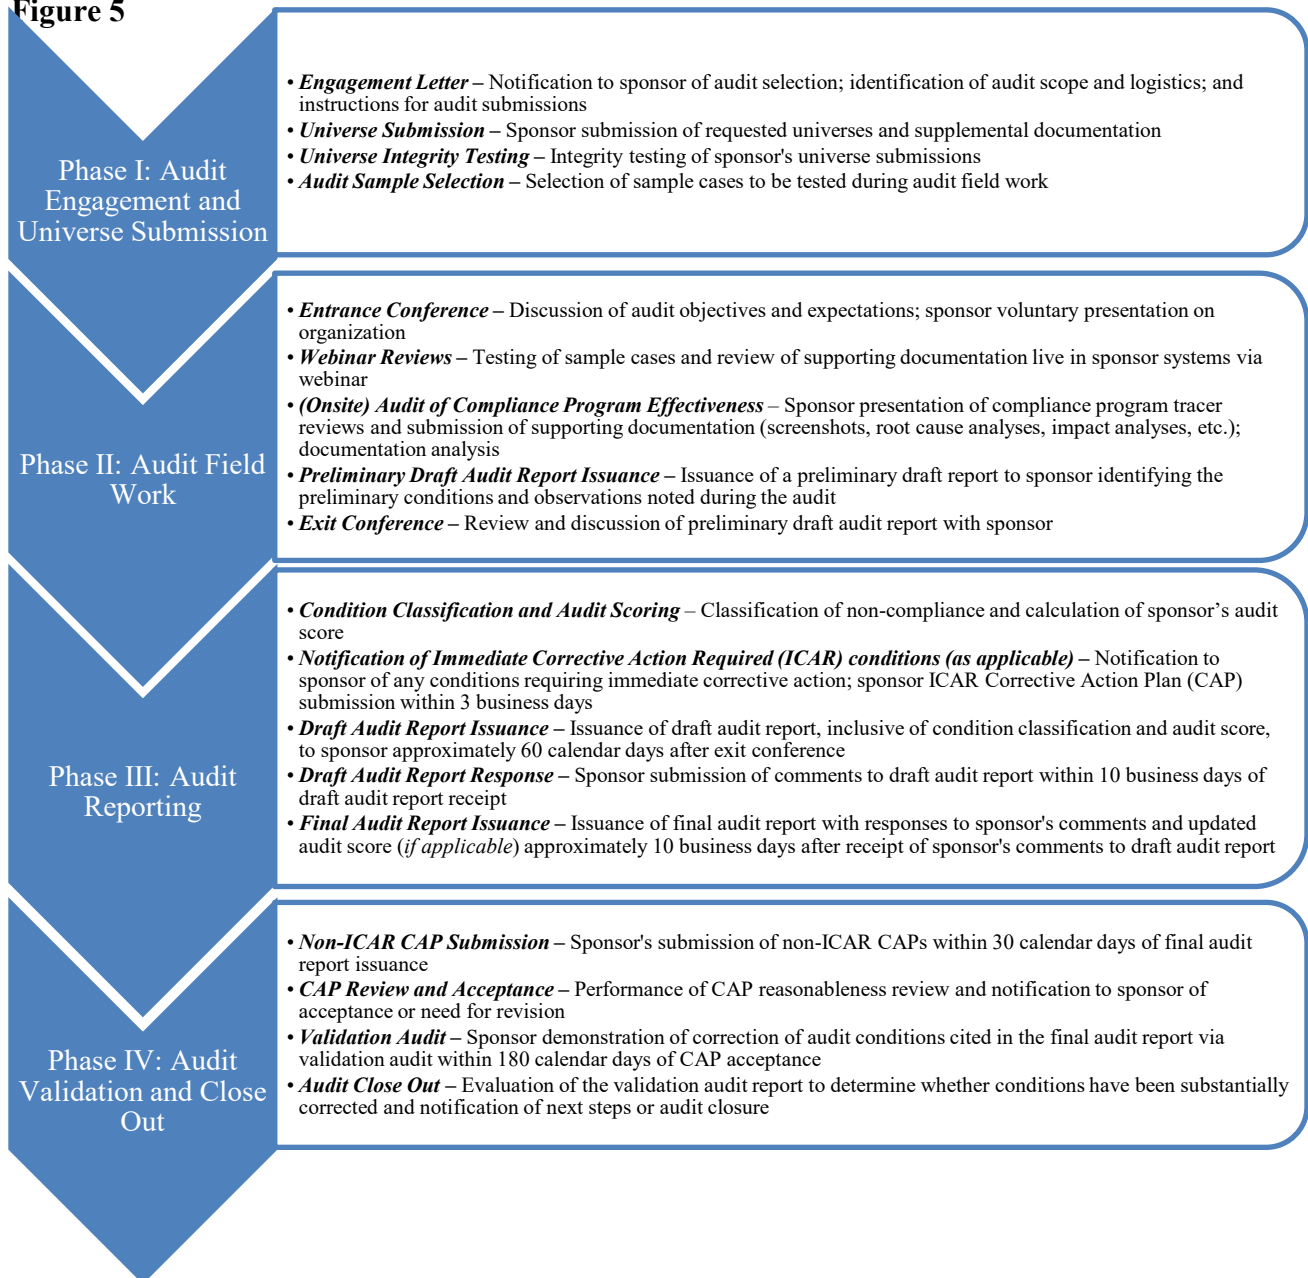 Figure 5
Phase I: Audit
Engagement and
Universe Submission
• Engagement Letter – Notification to sponsor of audit selection; identification of audit scope and logistics; and
instructions for audit submissions
• Universe Submission – Sponsor submission of requested universes and supplemental documentation
• Universe Integrity Testing – Integrity testing of sponsor's universe submissions
• Audit Sample Selection – Selection of sample cases to be tested during audit field work
Phase II: Audit Field
Work
• Entrance Conference – Discussion of audit objectives and expectations; sponsor voluntary presentation on
organization
• Webinar Reviews – Testing of sample cases and review of supporting documentation live in sponsor systems via
webinar
• (Onsite) Audit of Compliance Program Effectiveness – Sponsor presentation of compliance program tracer
reviews and submission of supporting documentation (screenshots, root cause analyses, impact analyses, etc.);
documentation analysis
• Preliminary Draft Audit Report Issuance – Issuance of a preliminary draft report to sponsor identifying the
preliminary conditions and observations noted during the audit
• Exit Conference – Review and discussion of preliminary draft audit report with sponsor
Phase III: Audit
Reporting
• Condition Classification and Audit Scoring – Classification of non-compliance and calculation of sponsor’s audit
score
• Notification of Immediate Corrective Action Required (ICAR) conditions (as applicable) – Notification to
sponsor of any conditions requiring immediate corrective action; sponsor ICAR Corrective Action Plan (CAP)
submission within 3 business days
• Draft Audit Report Issuance – Issuance of draft audit report, inclusive of condition classification and audit score,
to sponsor approximately 60 calendar days after exit conference
• Draft Audit Report Response – Sponsor submission of comments to draft audit report within 10 business days of
draft audit report receipt
• Final Audit Report Issuance – Issuance of final audit report with responses to sponsor's comments and updated
audit score (if applicable) approximately 10 business days after receipt of sponsor's comments to draft audit report
Phase IV: Audit
Validation and Close
Out
• Non-ICAR CAP Submission – Sponsor's submission of non-ICAR CAPs within 30 calendar days of final audit
report issuance
• CAP Review and Acceptance – Performance of CAP reasonableness review and notification to sponsor of
acceptance or need for revision
• Validation Audit – Sponsor demonstration of correction of audit conditions cited in the final audit report via
validation audit within 180 calendar days of CAP acceptance
• Audit Close Out – Evaluation of the validation audit report to determine whether conditions have been substantially
corrected and notification of next steps or audit closure